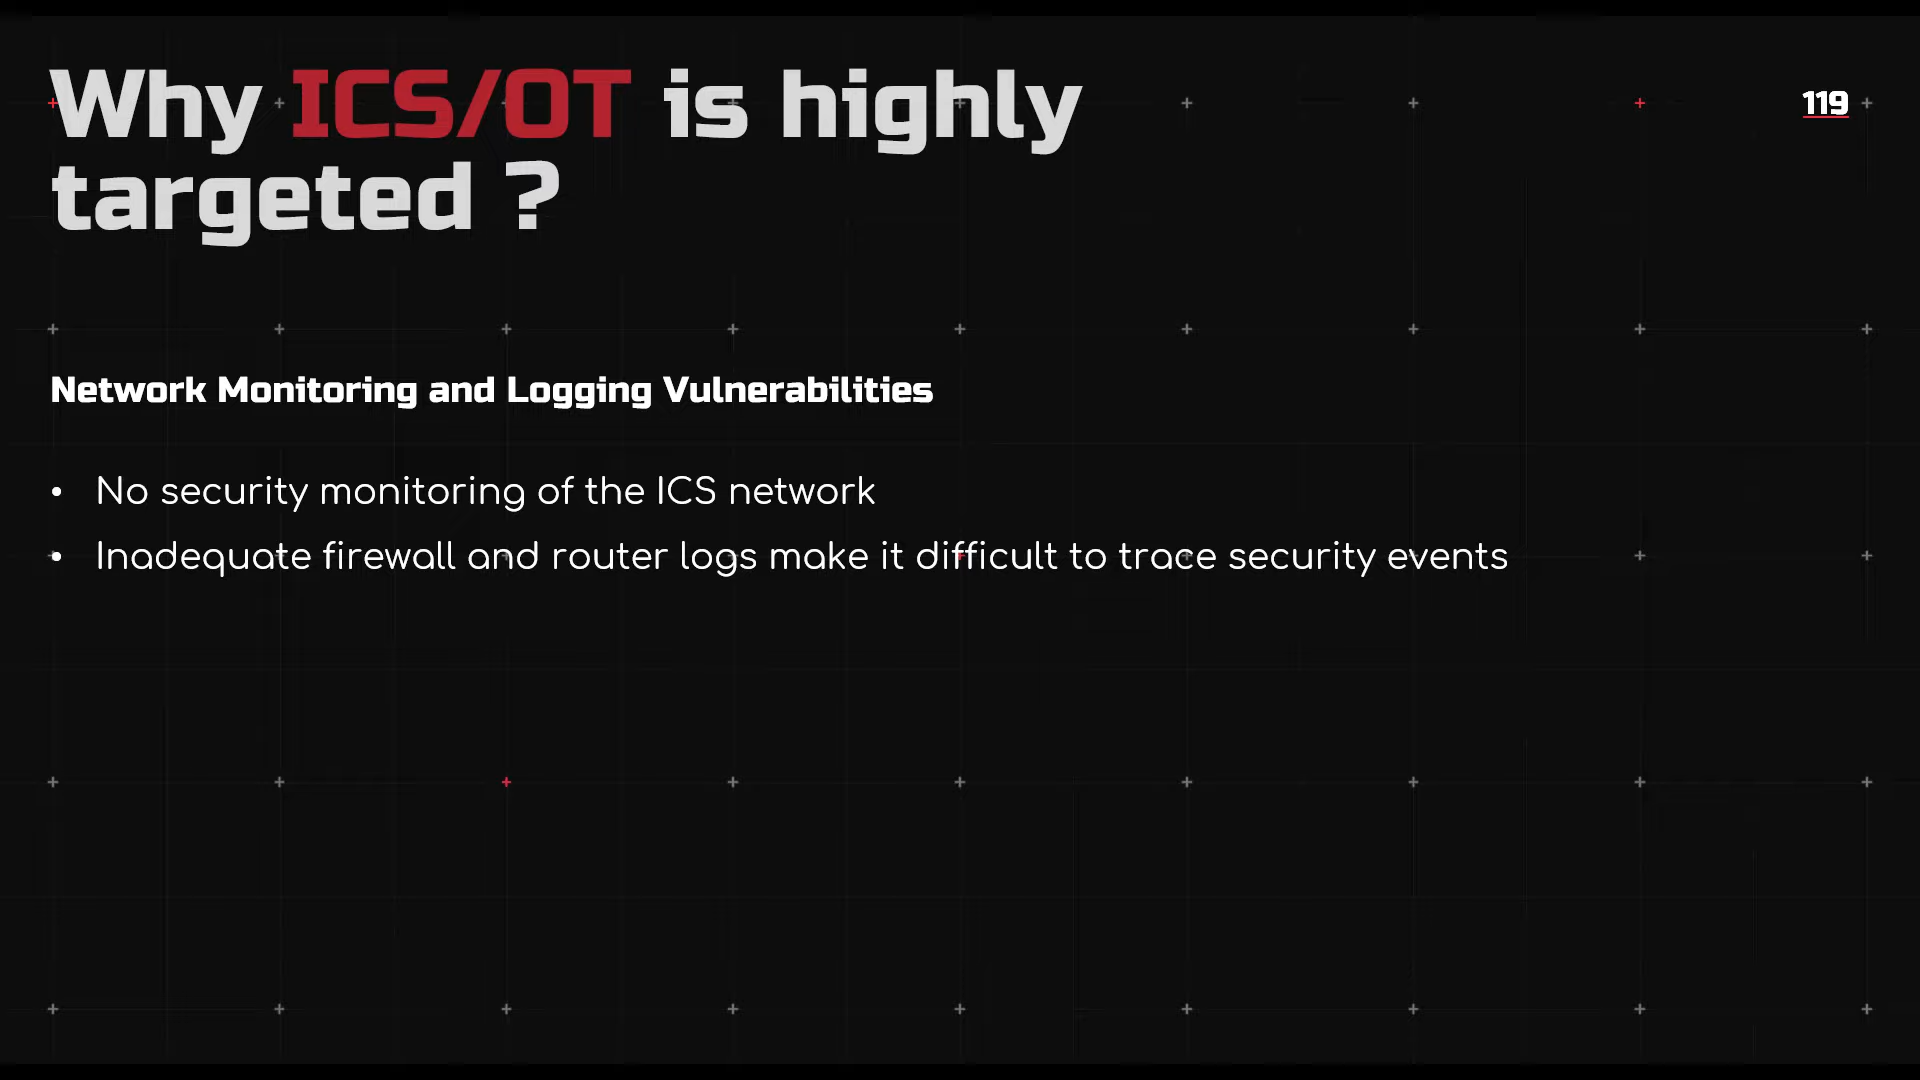 Why ICS/OT is highly
targeted ?
119
Network Monitoring and Logging Vulnerabilities
• No security monitoring of the ICS network
• Inadequate firewall and router logs make it difficult to trace security events